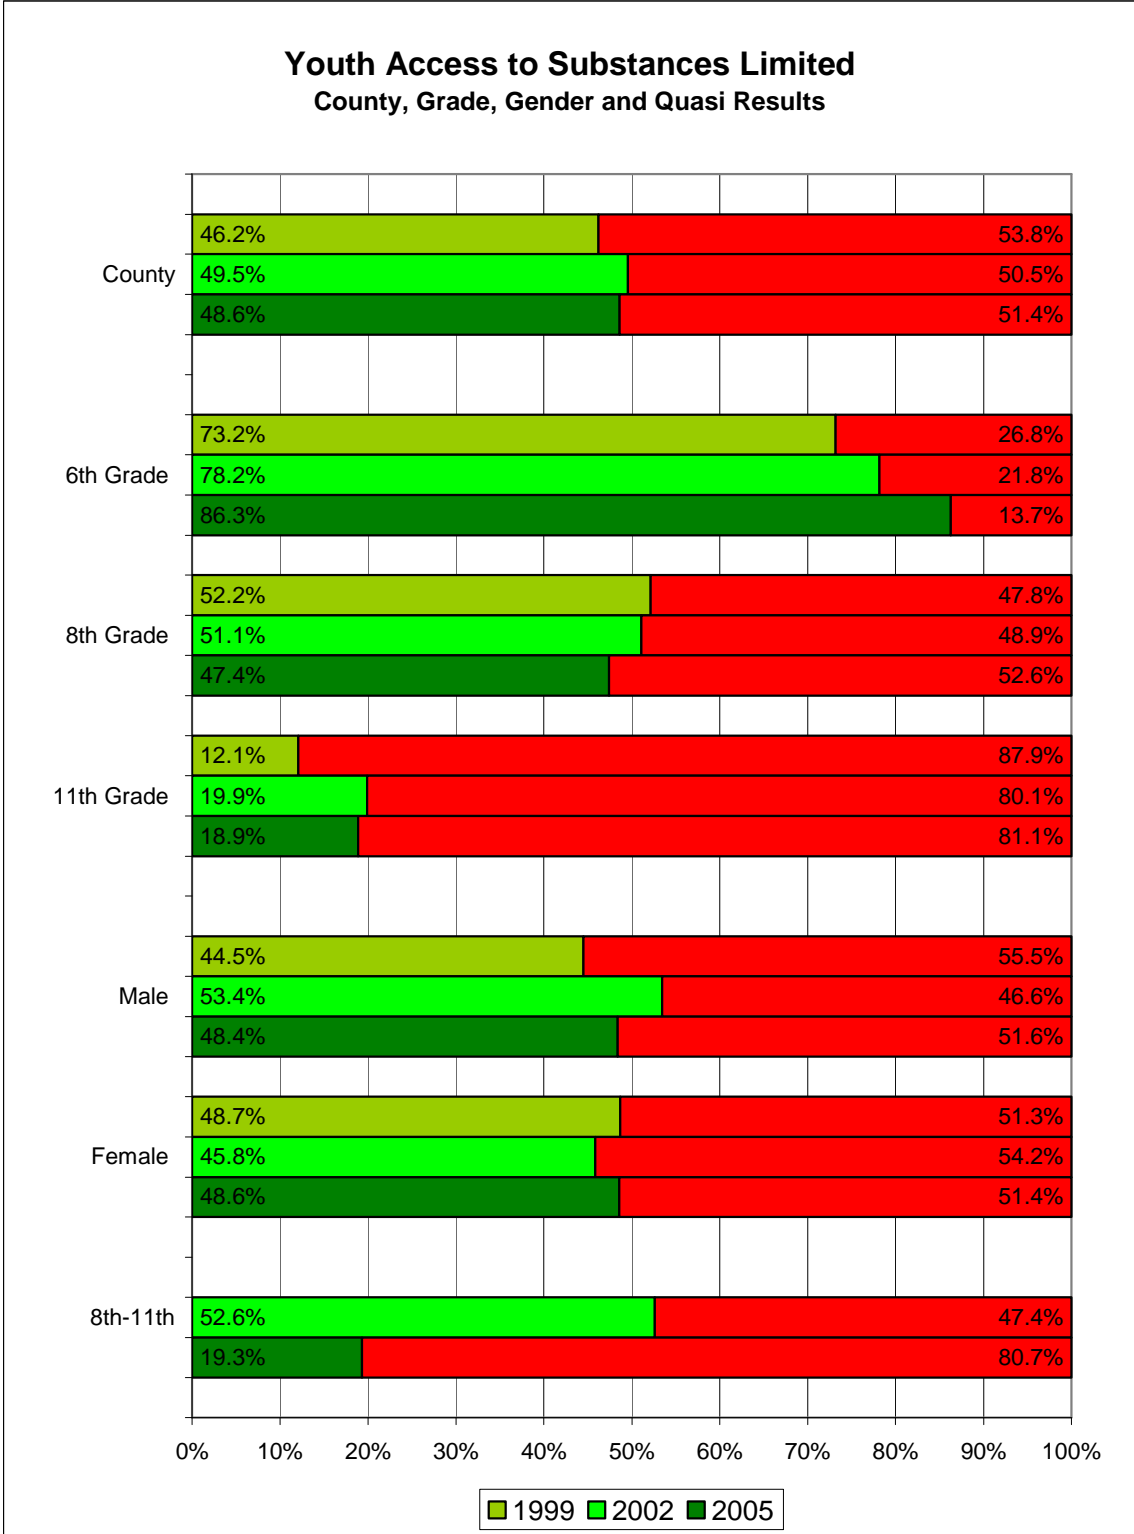 Youth Access to Substances Limited
County, Grade, Gender and Quasi Results
46.2% 53.8%
County 49.5% 50.5%
48.6% 51.4%
73.2% 26.8%
6th Grade 78.2% 21.8%
86.3% 13.7%
52.2% 47.8%
8th Grade 51.1% 48.9%
47.4% 52.6%
12.1% 87.9%
11th Grade 19.9% 80.1%
18.9% 81.1%
44.5% 55.5%
Male 53.4% 46.6%
48.4% 51.6%
48.7% 51.3%
Female 45.8% 54.2%
48.6% 51.4%
8th-11th 52.6% 47.4%
19.3% 80.7%
0% 10% 20% 30% 40% 50% 60% 70% 80% 90% 100%
1999 2002 2005